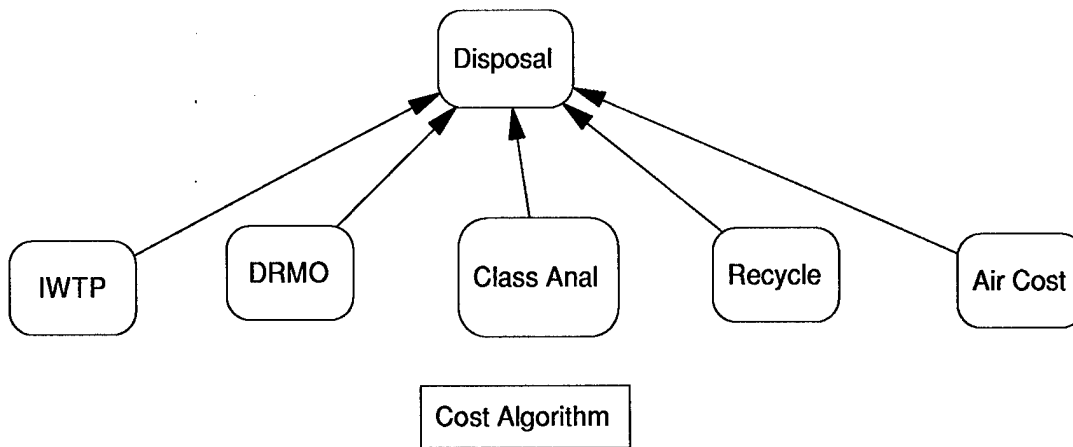 Disposal
IWTP
DRMO
Class Anal
Recycle
Air Cost
Cost Algorithm